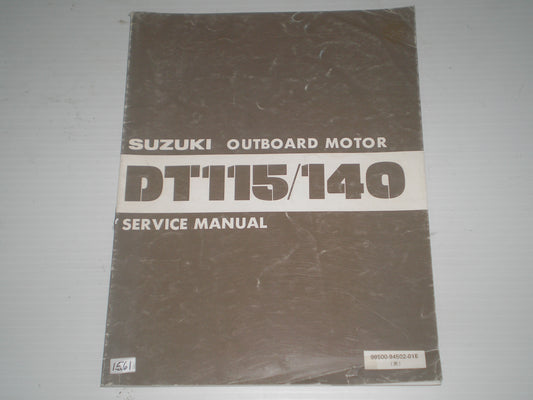 SUZUKI OUTBOARD MOTOR
DT115/140
SERVICE MANUAL
99500-94502-01E
1561